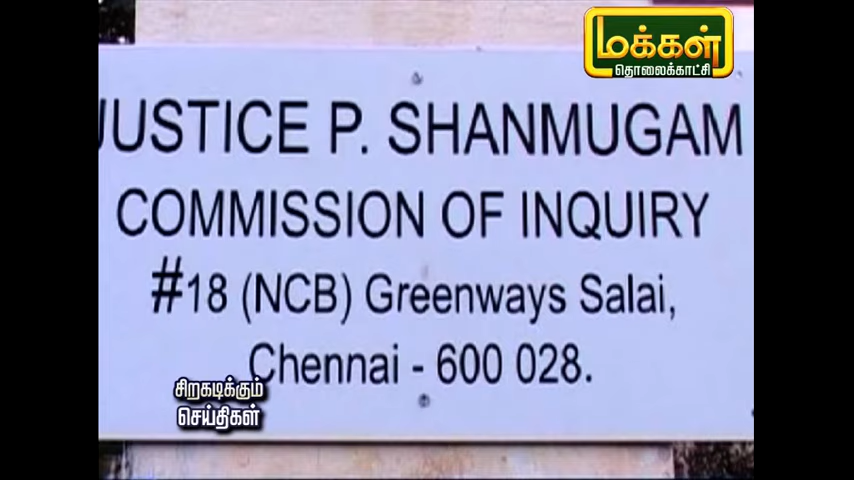 மக்கள்
தொலைக்காட்சி
JUSTICE P. SHANMUGAM
COMMISSION OF INQUIRY
#18 (NCB) Greenways Salai,
Chennai - 600 028.
சிறகடிக்கும்
செய்திகள்